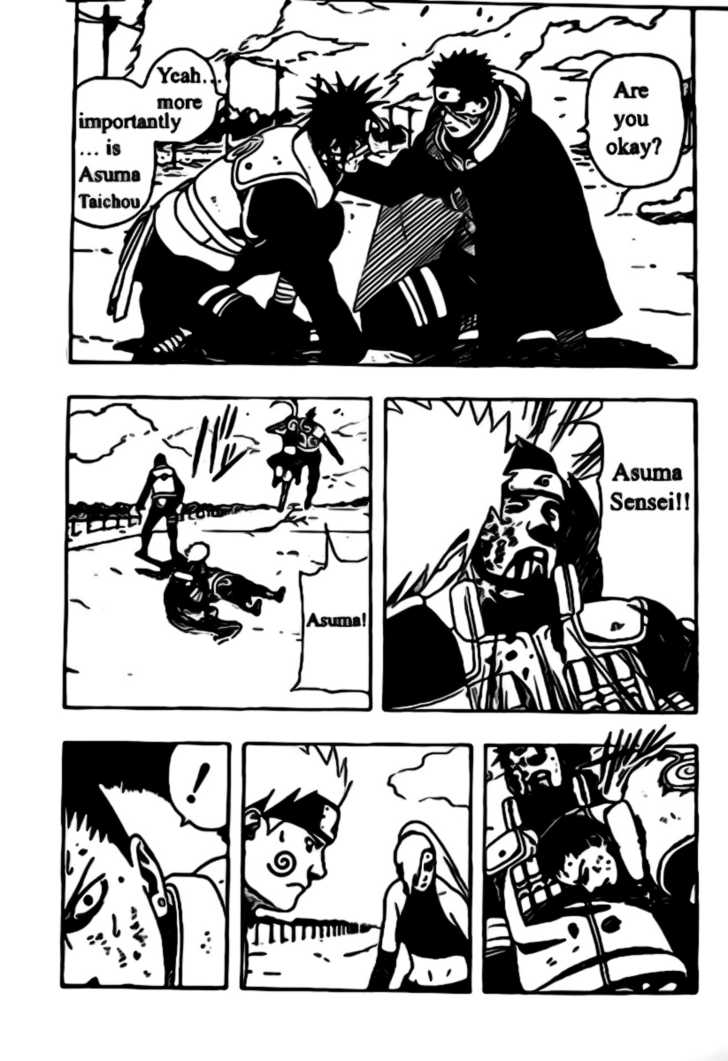 Are
you
okay?
Yeah...
more
importantly
... is
Asuma
Taichou
Asuma
Sensei!!
Asuma!
!